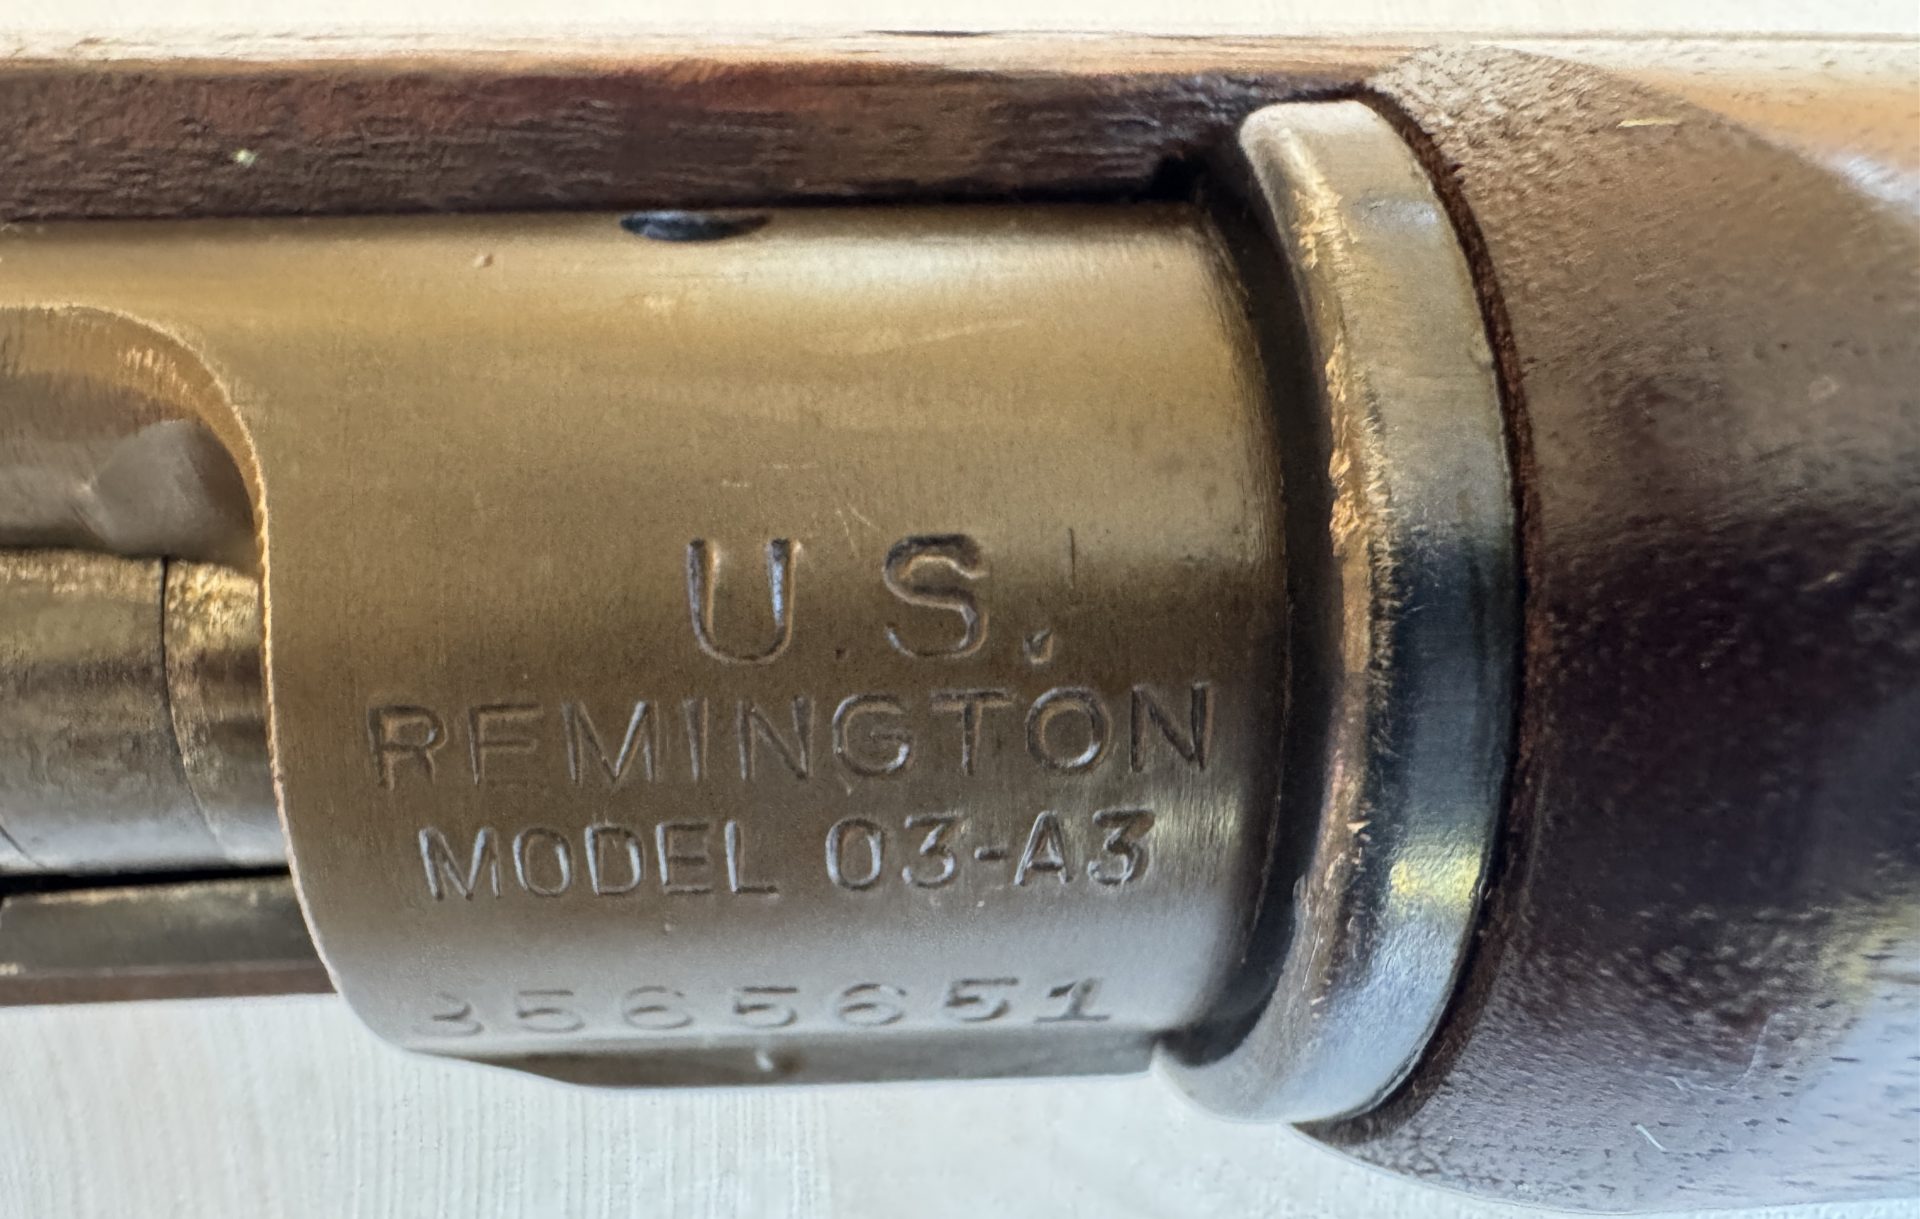 U.S.
REMINGTON
MODEL 03-A3
3565651